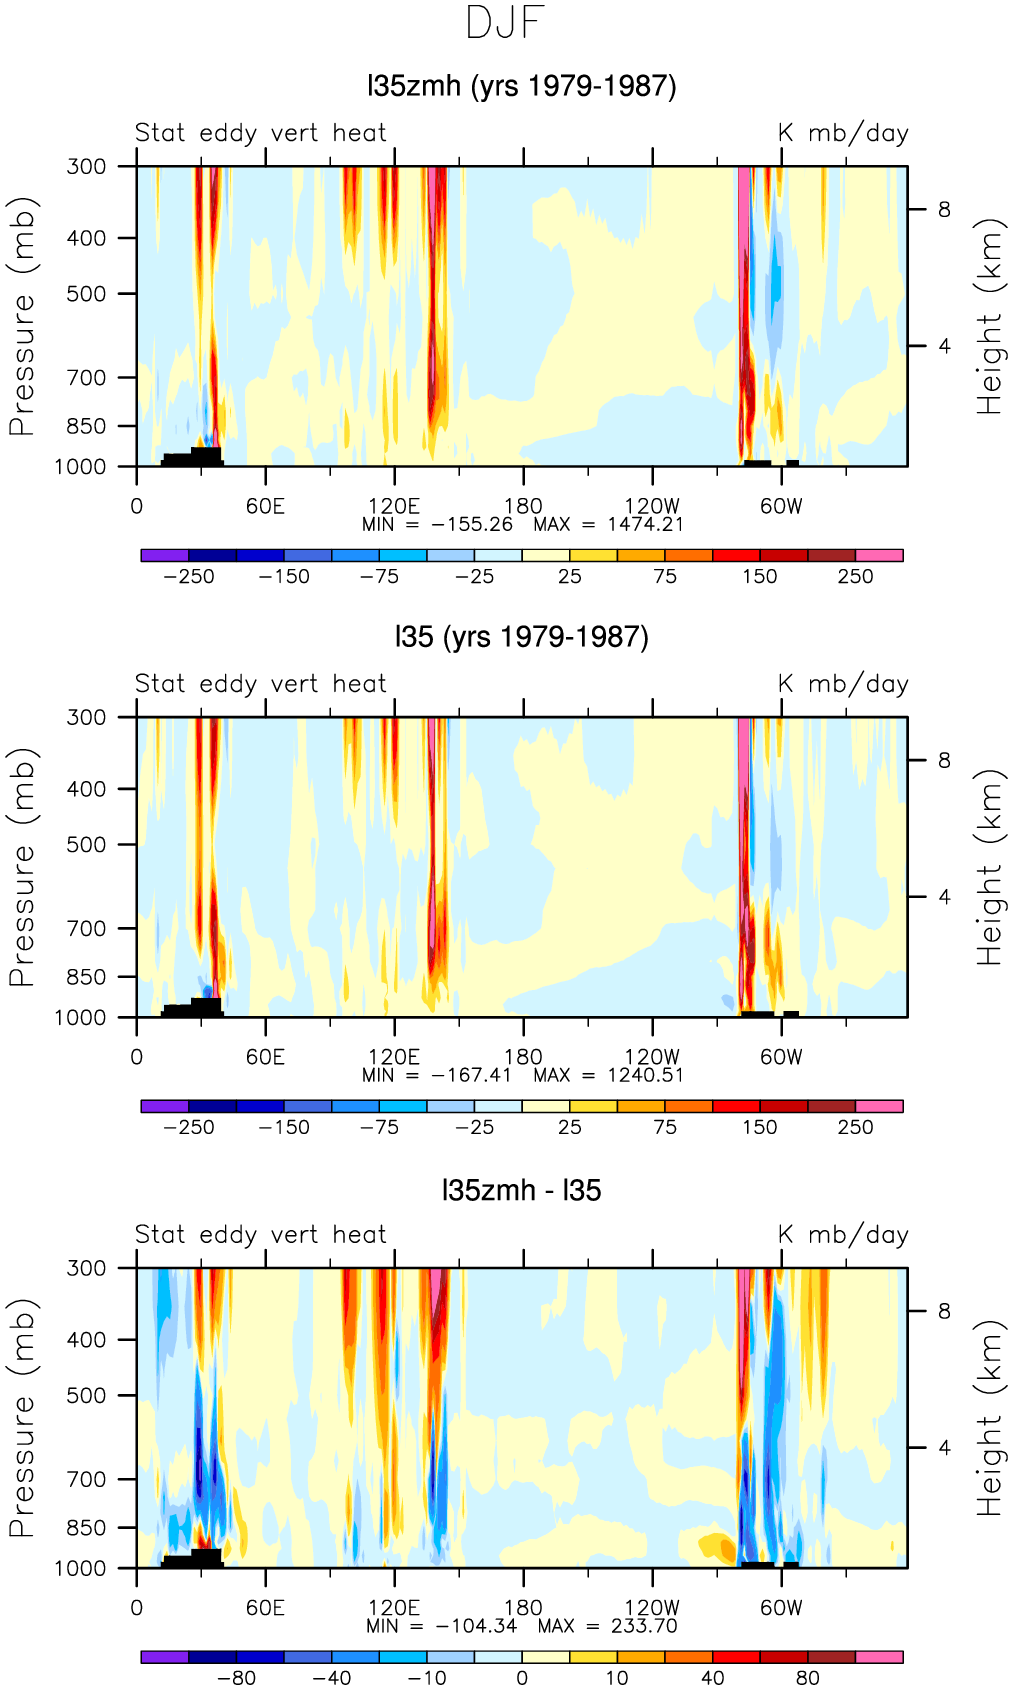 DJF
l35zmh (yrs 1979-1987)
Stat eddy vert heat K mb/day
Pressure (mb)
300
400
500
700
850
1000
8
4
Height (km)
0 60E 120E 180 120W 60W
MIN = -155.26 MAX = 1474.21
-250 -150 -75 -25 25 75 150 250
l35 (yrs 1979-1987)
Stat eddy vert heat K mb/day
Pressure (mb)
300
400
500
700
850
1000
8
4
Height (km)
0 60E 120E 180 120W 60W
MIN = -167.41 MAX = 1240.51
-250 -150 -75 -25 25 75 150 250
l35zmh - l35
Stat eddy vert heat K mb/day
Pressure (mb)
300
400
500
700
850
1000
8
4
Height (km)
0 60E 120E 180 120W 60W
MIN = -104.34 MAX = 233.70
-80 -40 -10 0 10 40 80